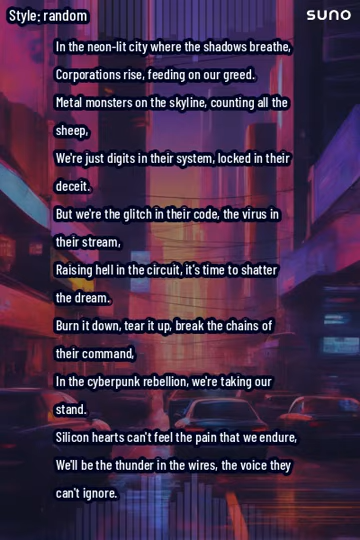 Style: random
suno
In the neon-lit city where the shadows breathe,
Corporations rise, feeding on our greed.
Metal monsters on the skyline, counting all the
sheep,
We're just digits in their system, locked in their
deceit.
But we're the glitch in their code, the virus in
their stream,
Raising hell in the circuit, it's time to shatter
the dream.
Burn it down, tear it up, break the chains of
their command,
In the cyberpunk rebellion, we're taking our
stand.
Silicon hearts can't feel the pain that we endure,
We'll be the thunder in the wires, the voice they
can't ignore.